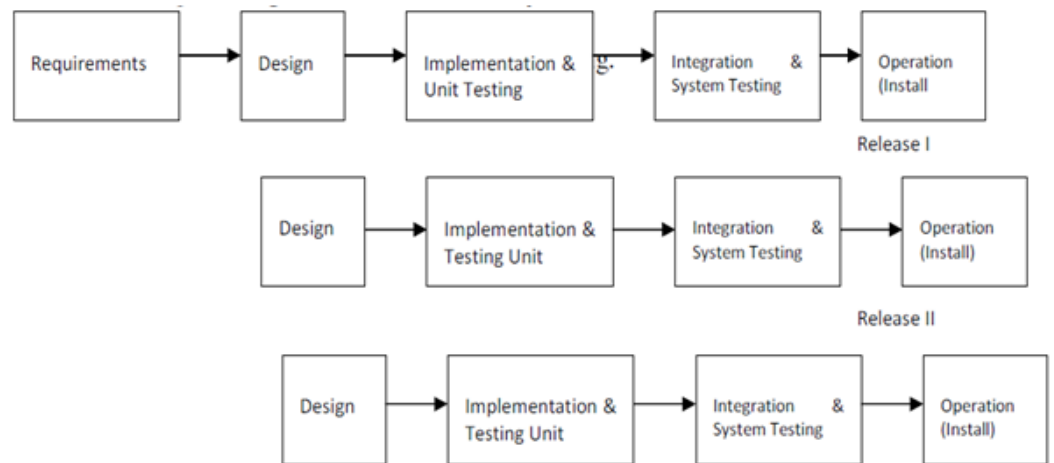 Requirements
Design
Implementation &
Unit Testing
g.
Integration &
System Testing
Operation
(Install
Release I
Design
Implementation &
Testing Unit
Integration &
System Testing
Operation
(Install)
Release II
Design
Implementation &
Testing Unit
Integration &
System Testing
Operation
(Install)